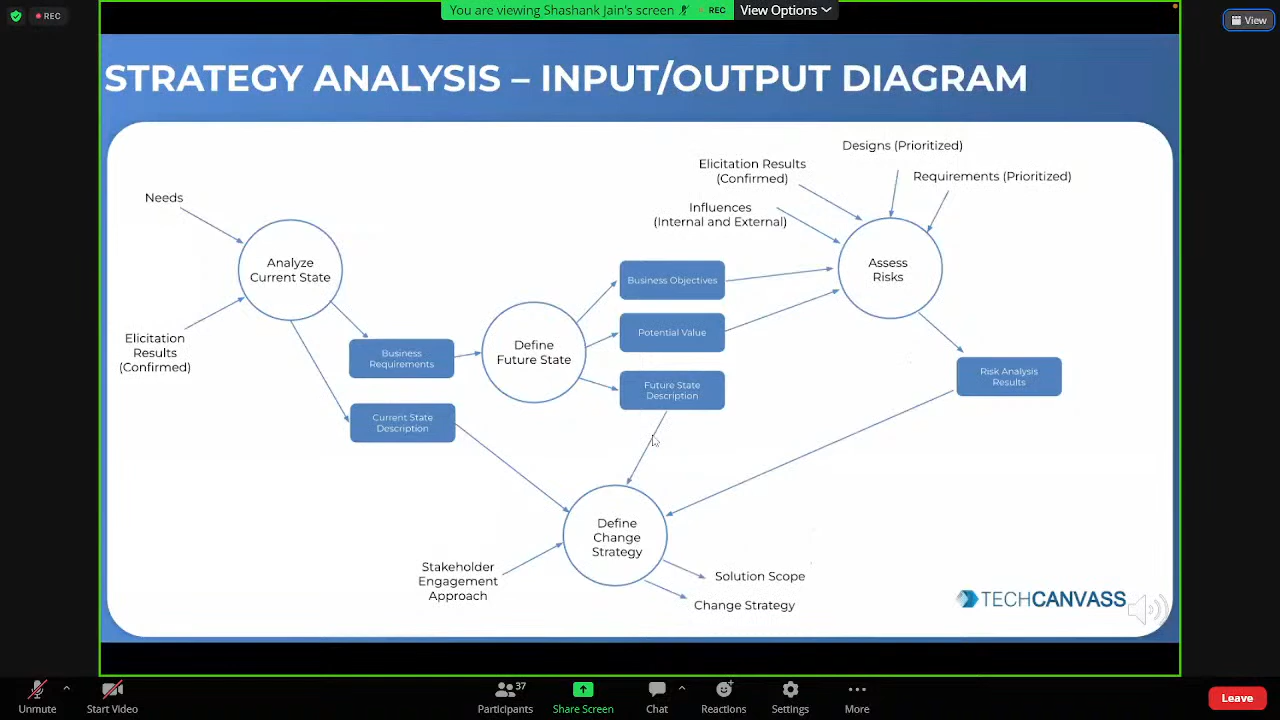 REC
You are viewing Shashank Jain's screen
REC
View Options
View
STRATEGY ANALYSIS – INPUT/OUTPUT DIAGRAM
Designs (Prioritized)
Elicitation Results
(Confirmed)
Requirements (Prioritized)
Needs
Influences
(Internal and External)
Analyze
Current State
Assess
Risks
Business Objectives
Potential Value
Elicitation
Results
(Confirmed)
Business
Requirements
Define
Future State
Future State
Description
Risk Analysis
Results
Current State
Description
Define
Change
Strategy
Stakeholder
Engagement
Approach
Solution Scope
Change Strategy
TECHCANVASS
37
Unmute
Start Video
Participants
Share Screen
Chat
Reactions
Settings
More
Leave